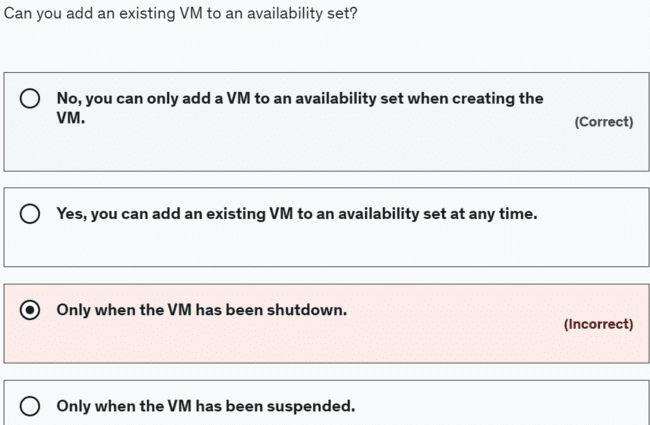 Can you add an existing VM to an availability set?
No, you can only add a VM to an availability set when creating the
VM.
(Correct)
Yes, you can add an existing VM to an availability set at any time.
Only when the VM has been shutdown.
(Incorrect)
Only when the VM has been suspended.